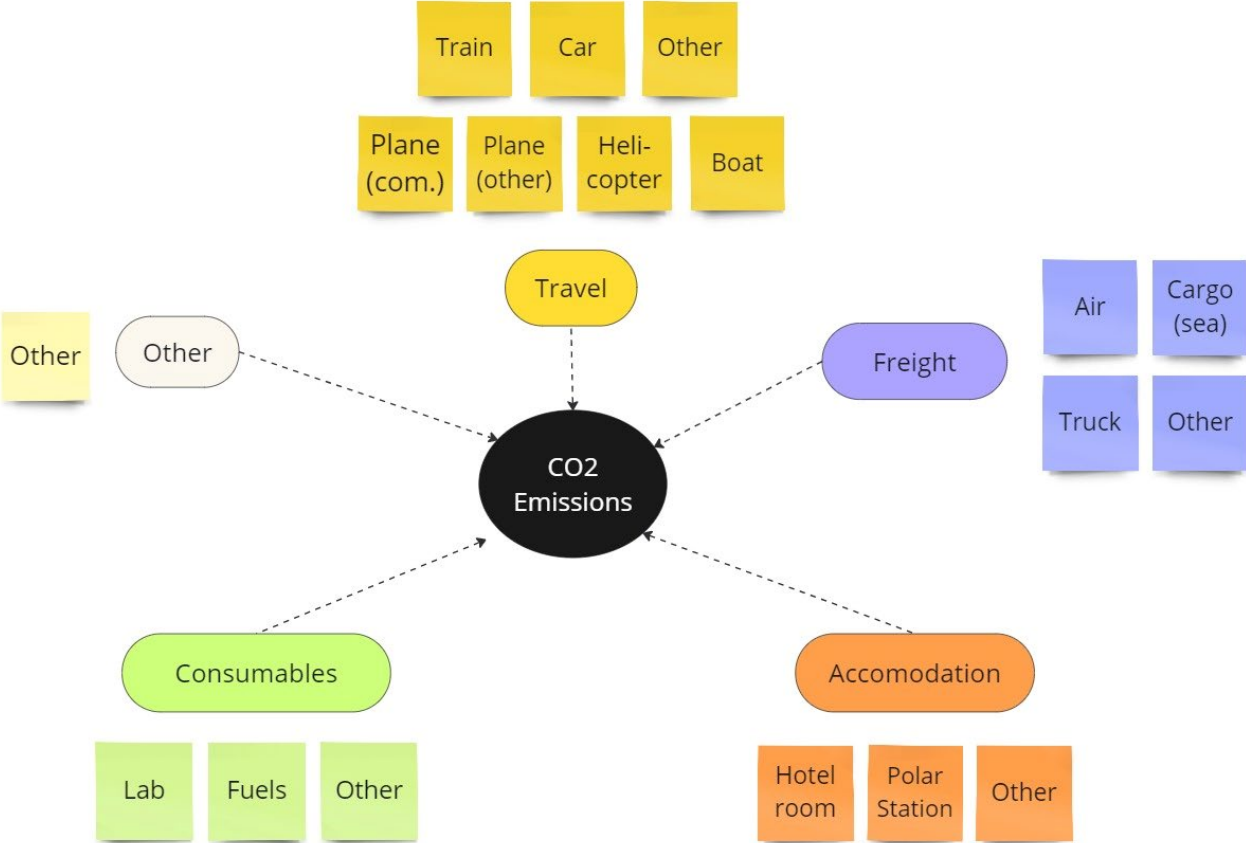 Train
Car
Other
Plane
(com.)
Plane
(other)
Heli-
copter
Boat
Travel
Other
Other
Freight
Air
Cargo
(sea)
Truck
Other
CO2
Emissions
Consumables
Lab
Fuels
Other
Accomodation
Hotel
room
Polar
Station
Other